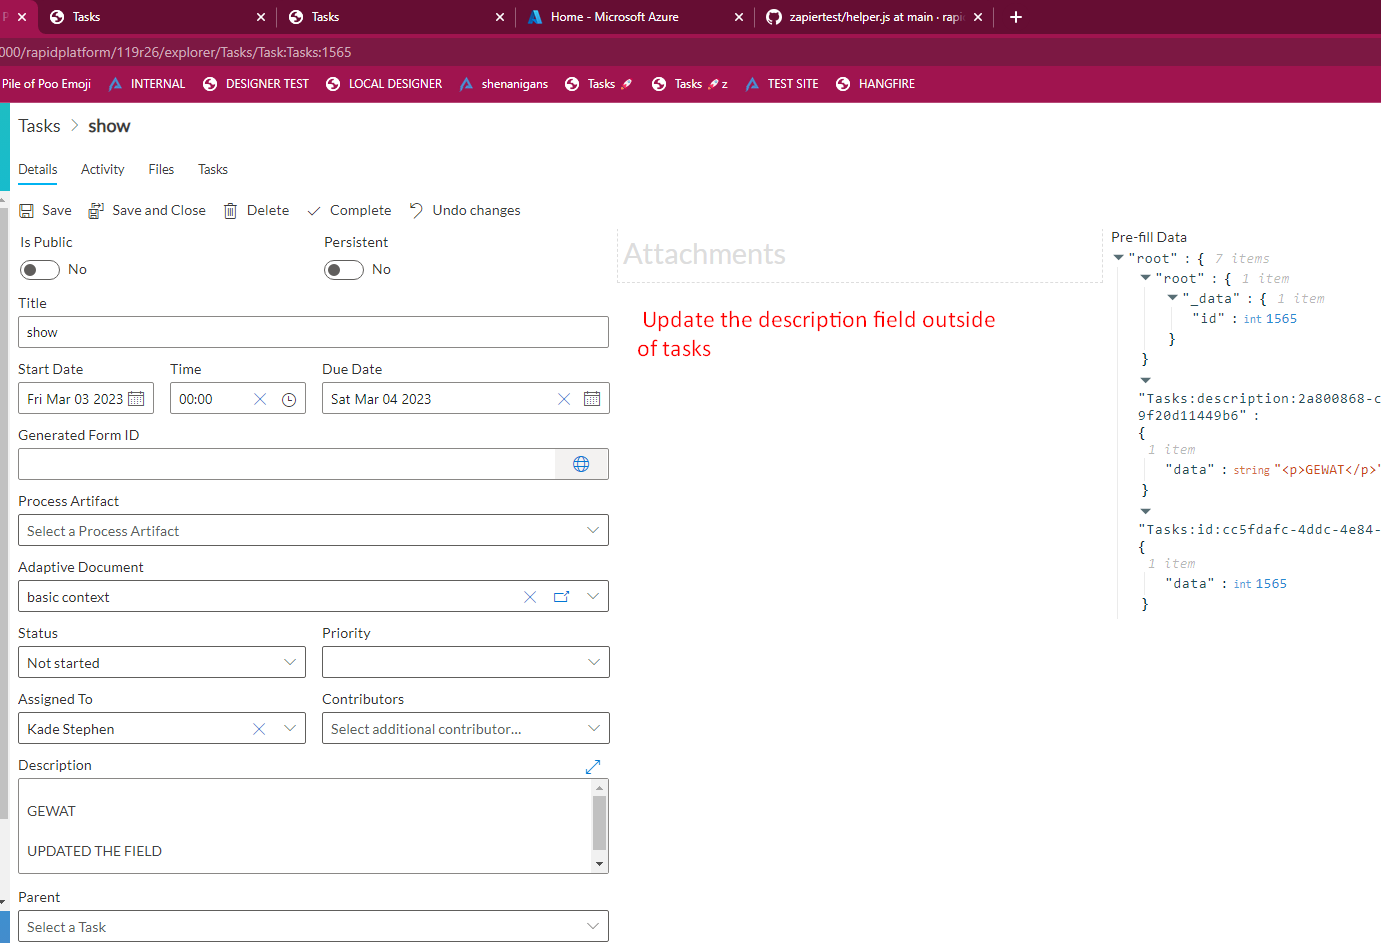 Tasks
Tasks
Home - Microsoft Azure
zapiertest/helper.js at main · rapi
000/rapidplatform/119r26/explorer/Tasks/Task:Tasks:1565
Pile of Poo Emoji
INTERNAL
DESIGNER TEST
LOCAL DESIGNER
shenanigans
Tasks 🚀
Tasks 🚀 z
TEST SITE
HANGFIRE
Tasks > show
Details Activity Files Tasks
Save Save and Close Delete Complete Undo changes
Is Public
No
Persistent
No
Title
show
Start Date
Fri Mar 03 2023
Time
00:00
Due Date
Sat Mar 04 2023
Generated Form ID
Process Artifact
Select a Process Artifact
Adaptive Document
basic context
Status
Not started
Priority
Assigned To
Kade Stephen
Contributors
Select additional contributor...
Description
GEWAT
UPDATED THE FIELD
Parent
Select a Task
Attachments
Update the description field outside
of tasks
Pre-fill Data
"root" : { 7 items
"root" : { 1 item
"_data" : { 1 item
"id" : int 1565
}
}
"Tasks:description:2a800868-c
9f20d11449b6" :
{
1 item
"data" : string "<p>GEWAT</p>"
}
"Tasks:id:cc5fdafc-4ddc-4e84-
{
1 item
"data" : int 1565
}